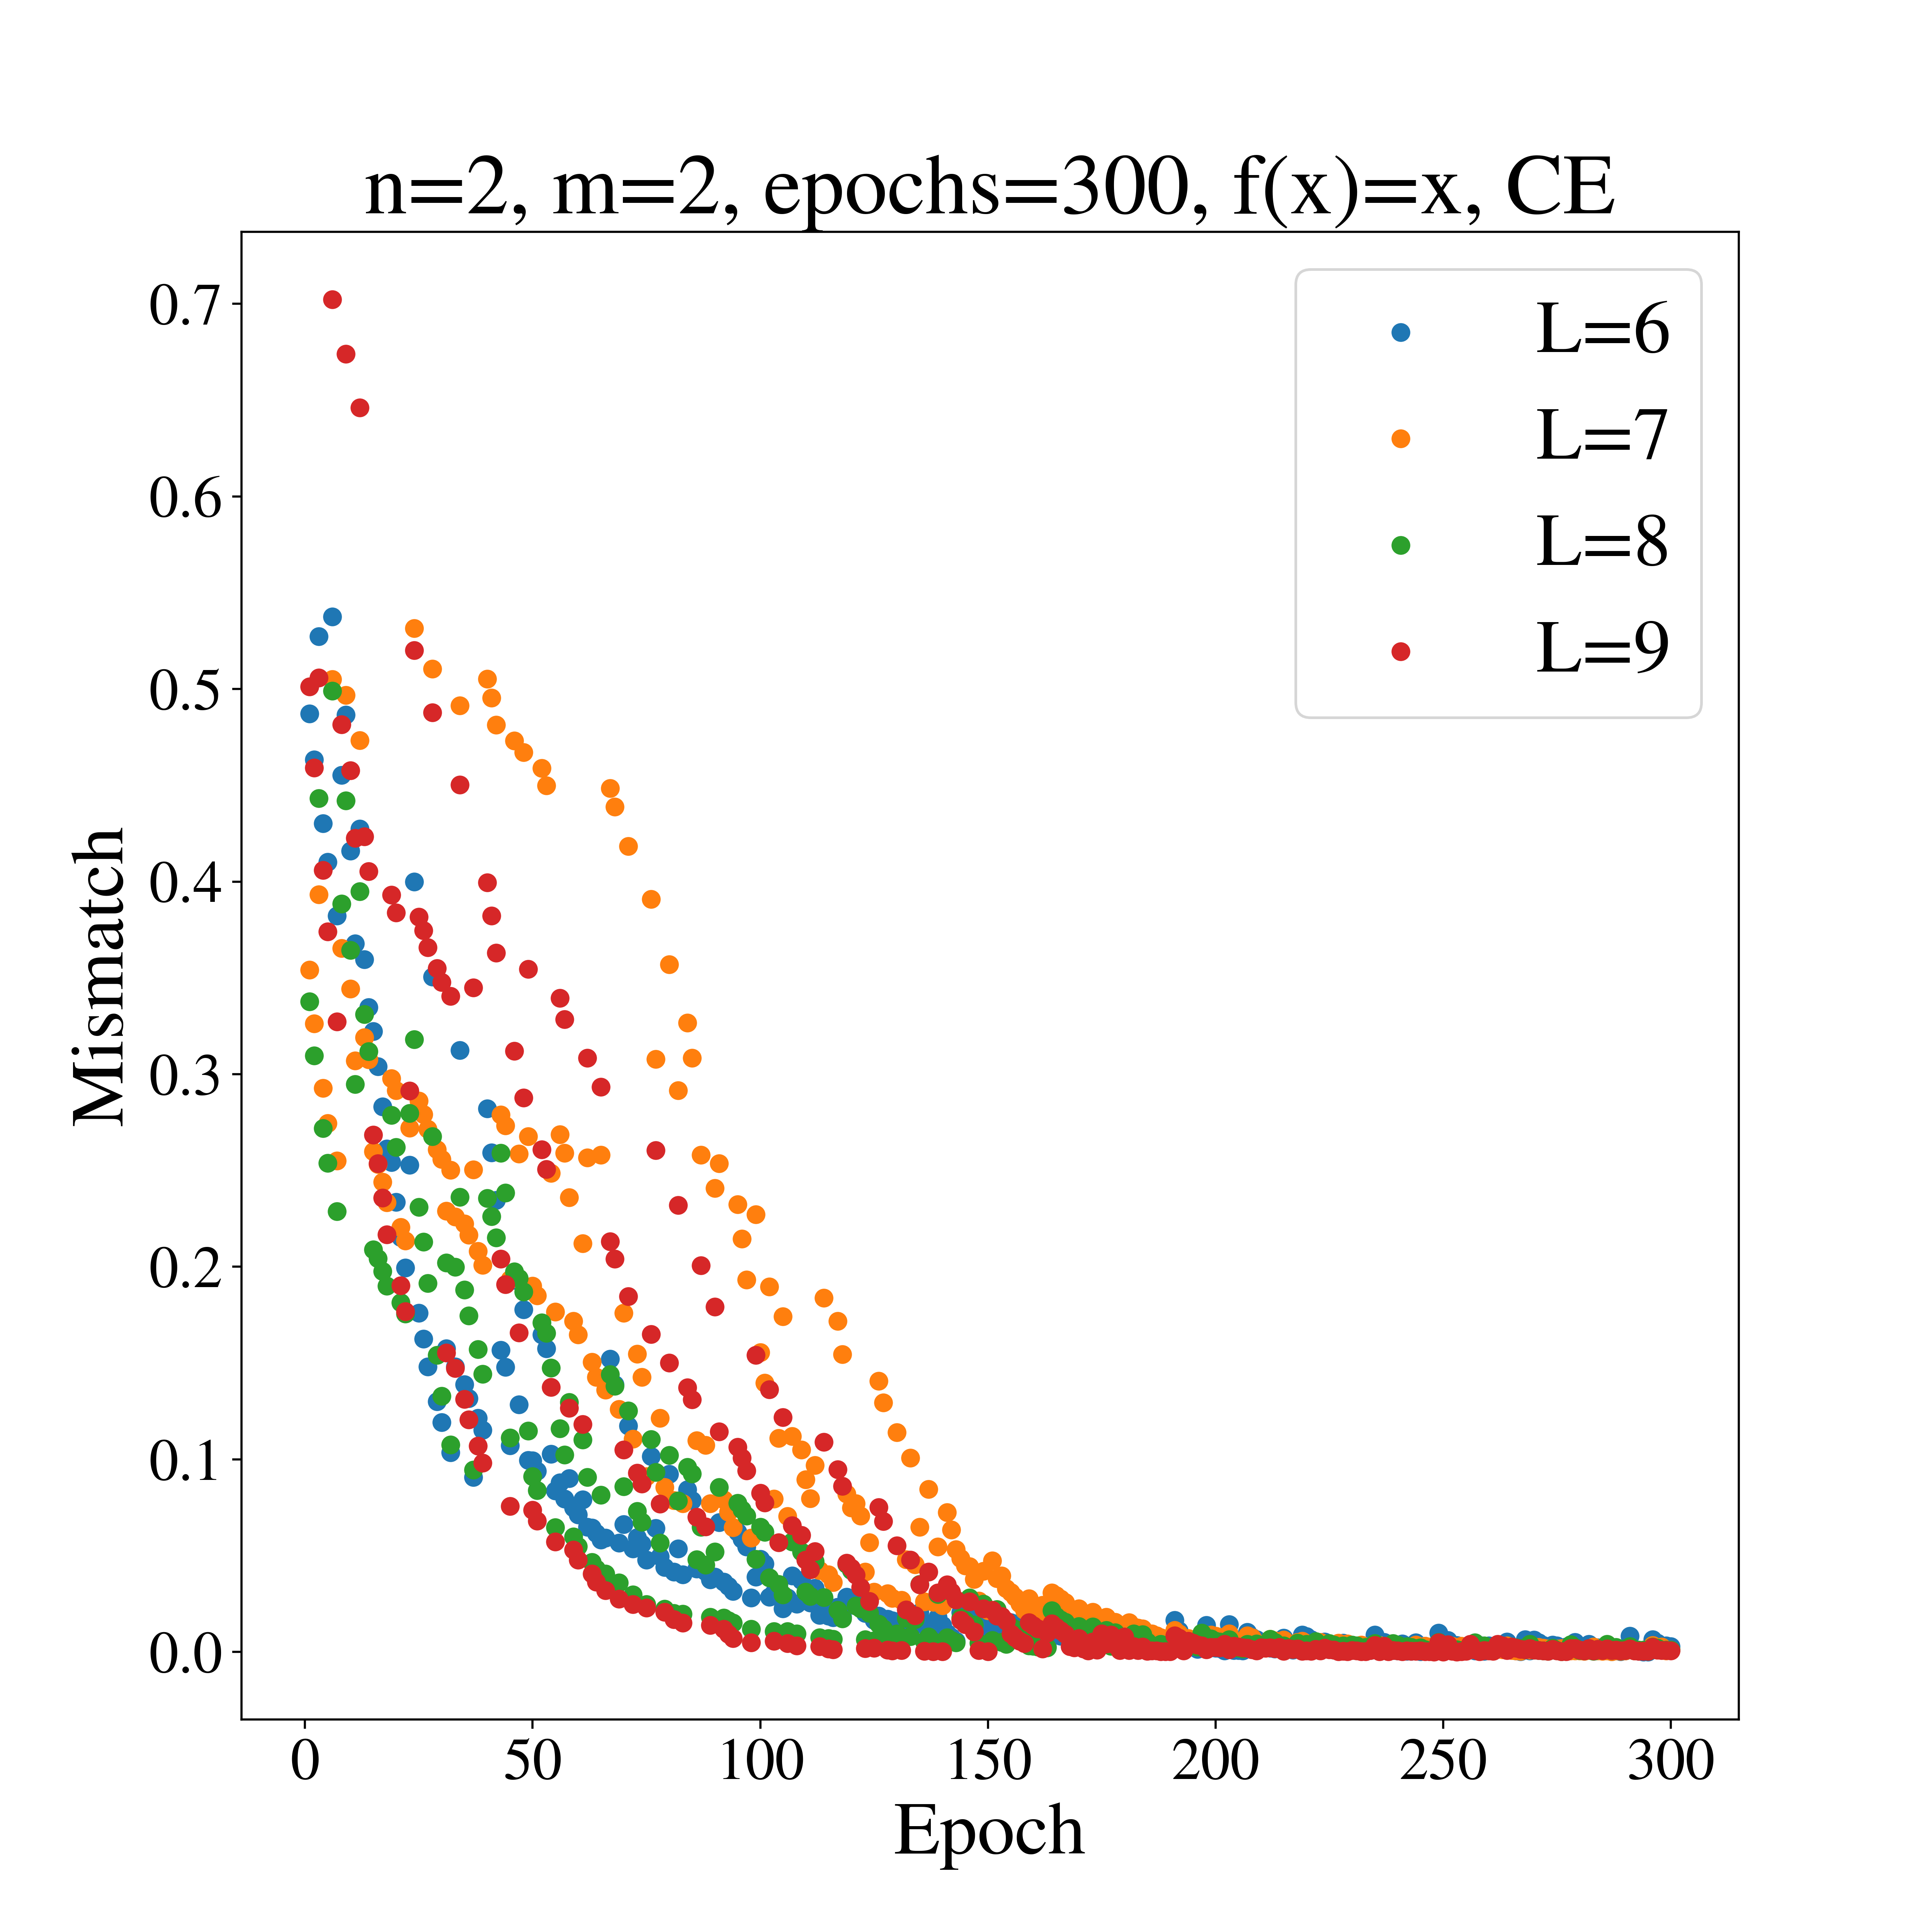 n=2, m=2, epochs=300, f(x)=x, CE
L=6
L=7
L=8
L=9
0.7
0.6
0.5
0.4
0.3
0.2
0.1
0.0
Mismatch
0 50 100 150 200 250 300
Epoch